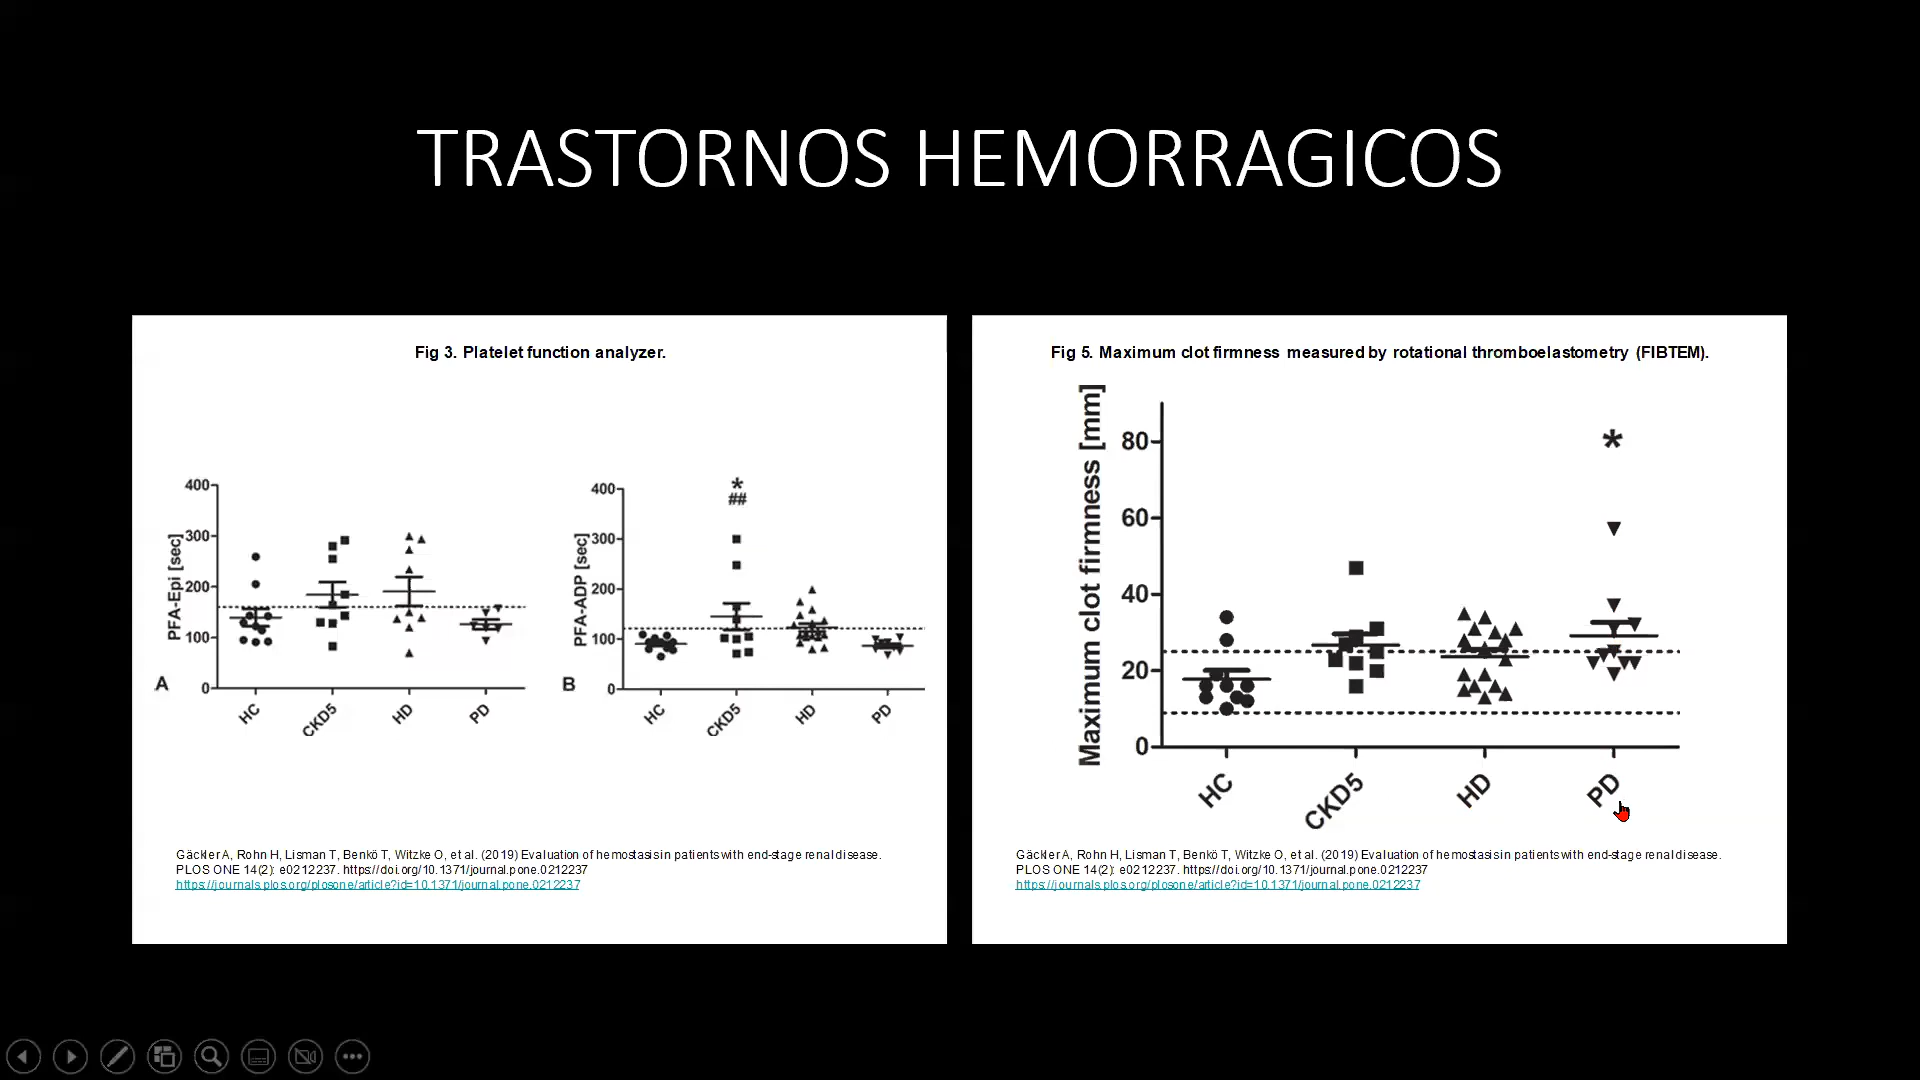 TRASTORNOS HEMORRAGICOS
Fig 3. Platelet function analyzer.
400
300
200
100
0
PFA-Epi [sec]
A
HC
CKD5
HD
PD
400
300
200
100
0
PFA-ADP [sec]
*
##
B
HC
CKD5
HD
PD
Gäckler A, Rohn H, Lisman T, Benkö T, Witzke O, et al. (2019) Evaluation of hemostasis in patients with end-stage renal disease.
PLOS ONE 14(2): e0212237. https://doi.org/10.1371/journal.pone.0212237
https://journals.plos.org/plosone/article?id=10.1371/journal.pone.0212237
Fig 5. Maximum clot firmness measured by rotational thromboelastometry (FIBTEM).
Maximum clot firmness [mm]
80
60
40
20
0
*
HC
CKD5
HD
PD
Gäckler A, Rohn H, Lisman T, Benkö T, Witzke O, et al. (2019) Evaluation of hemostasis in patients with end-stage renal disease.
PLOS ONE 14(2): e0212237. https://doi.org/10.1371/journal.pone.0212237
https://journals.plos.org/plosone/article?id=10.1371/journal.pone.0212237